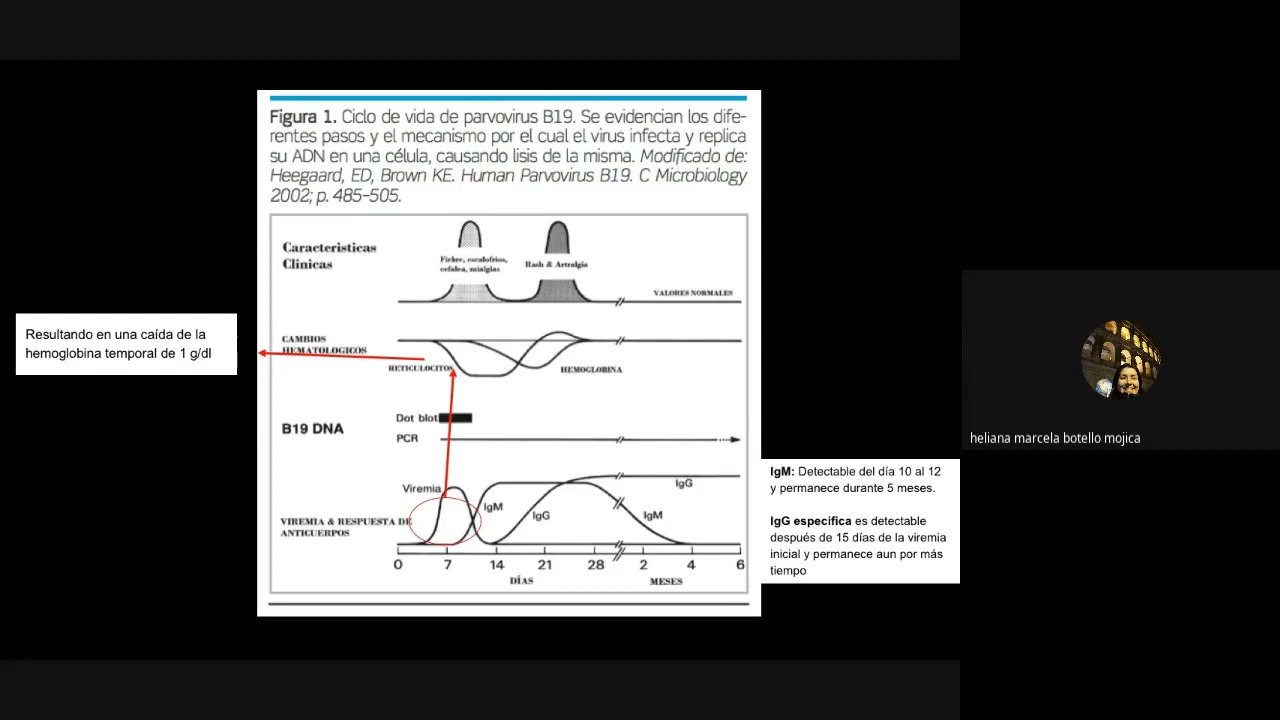 Figura 1. Ciclo de vida de parvovirus B19. Se evidencian los dife-
rentes pasos y el mecanismo por el cual el virus infecta y replica
su ADN en una célula, causando lisis de la misma. Modificado de:
Heegaard, ED, Brown KE. Human Parvovirus B19. C Microbiology
2002; p. 485-505.
Caracteristicas
Clinicas
Fiebre, escalofrios,
cefalea, mialgias
Rash & Artralgia
VALORES NORMALES
Resultando en una caída de la
hemoglobina temporal de 1 g/dl
CAMBIOS
HEMATOLOGICOS
RETICULOCITOS
HEMOGLOBINA
B19 DNA
Dot blot
PCR
Viremia
IgM
IgG
IgG
IgM
VIREMIA & RESPUESTA DE
ANTICUERPOS
0 7 14 21 28 2 4 6
DÍAS MESES
IgM: Detectable del día 10 al 12
y permanece durante 5 meses.
IgG especifica es detectable
después de 15 días de la viremia
inicial y permanece aun por más
tiempo
heliana marcela botello mojica